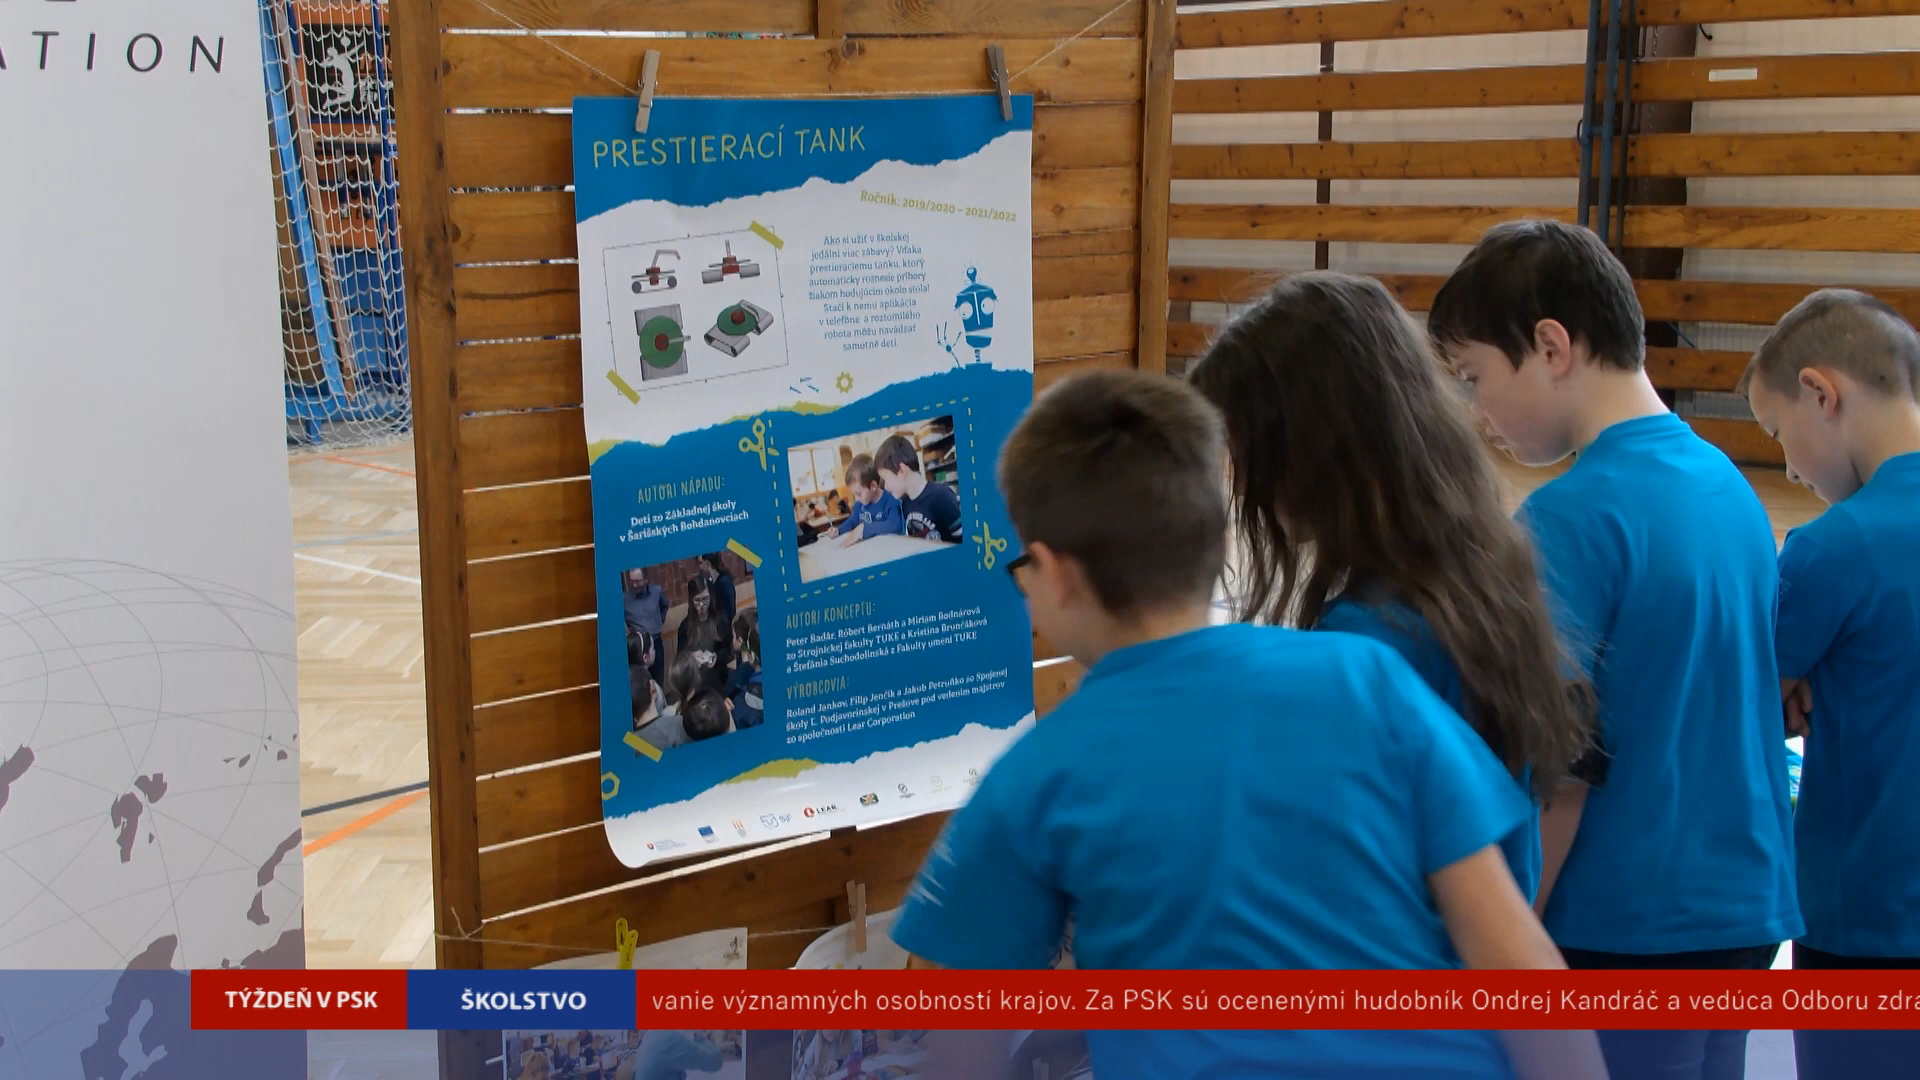 ATION
PRESTIERACÍ TANK
Ročník: 2019/2020 – 2021/2022
Ako si užiť v školskej
jedálni viac zábavy? Vďaka
prestieraciemu tanku, ktorý
automaticky roznesie príbory
žiakom hodujúcim okolo stola!
Stačí k nemu aplikácia
v telefóne a roztomilého
robota môžu navádzať
samotné deti.
AUTORI NÁPADU:
Deti zo Základnej školy
v Šarišských Bohdanovciach
AUTORI KONCEPTU:
Peter Badár, Róbert Bernáth a Miriam Bodnárová
zo Strojníckej fakulty TUKE a Kristína Brunčáková
a Štefánia Suchodolinská z Fakulty umení TUKE
VÝROBCOVIA:
Roland Jankov, Filip Jenčík a Jakub Petruňko zo Spojenej
školy Ľ. Podjavorinskej v Prešove pod vedením majstrov
zo spoločnosti Lear Corporation
LEAR
TÝŽDEŇ V PSK
ŠKOLSTVO
vanie významných osobností krajov. Za PSK sú ocenenými hudobník Ondrej Kandráč a vedúca Odboru zdra